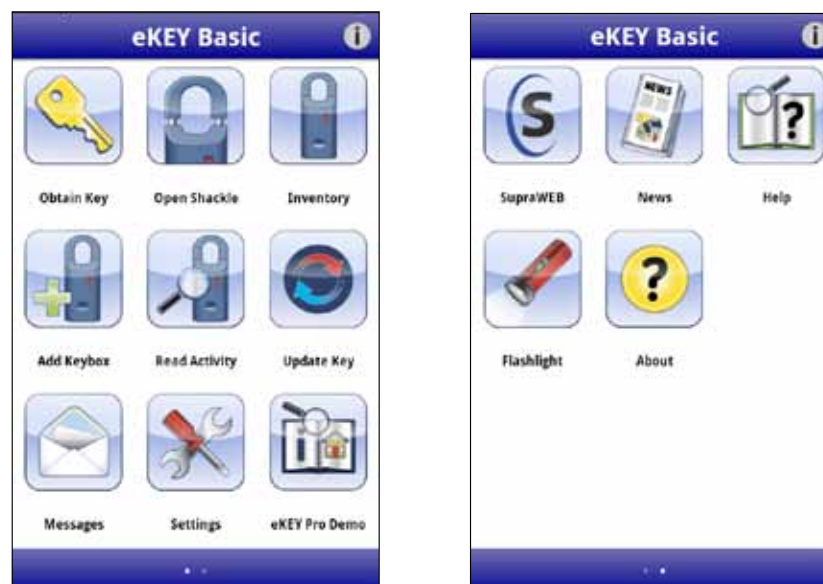 eKEY Basic
i
Obtain Key Open Shackle Inventory
Add Keybox Read Activity Update Key
Messages Settings eKEY Pro Demo
eKEY Basic
i
S NEWS ?
SupraWEB News Help
?
Flashlight About